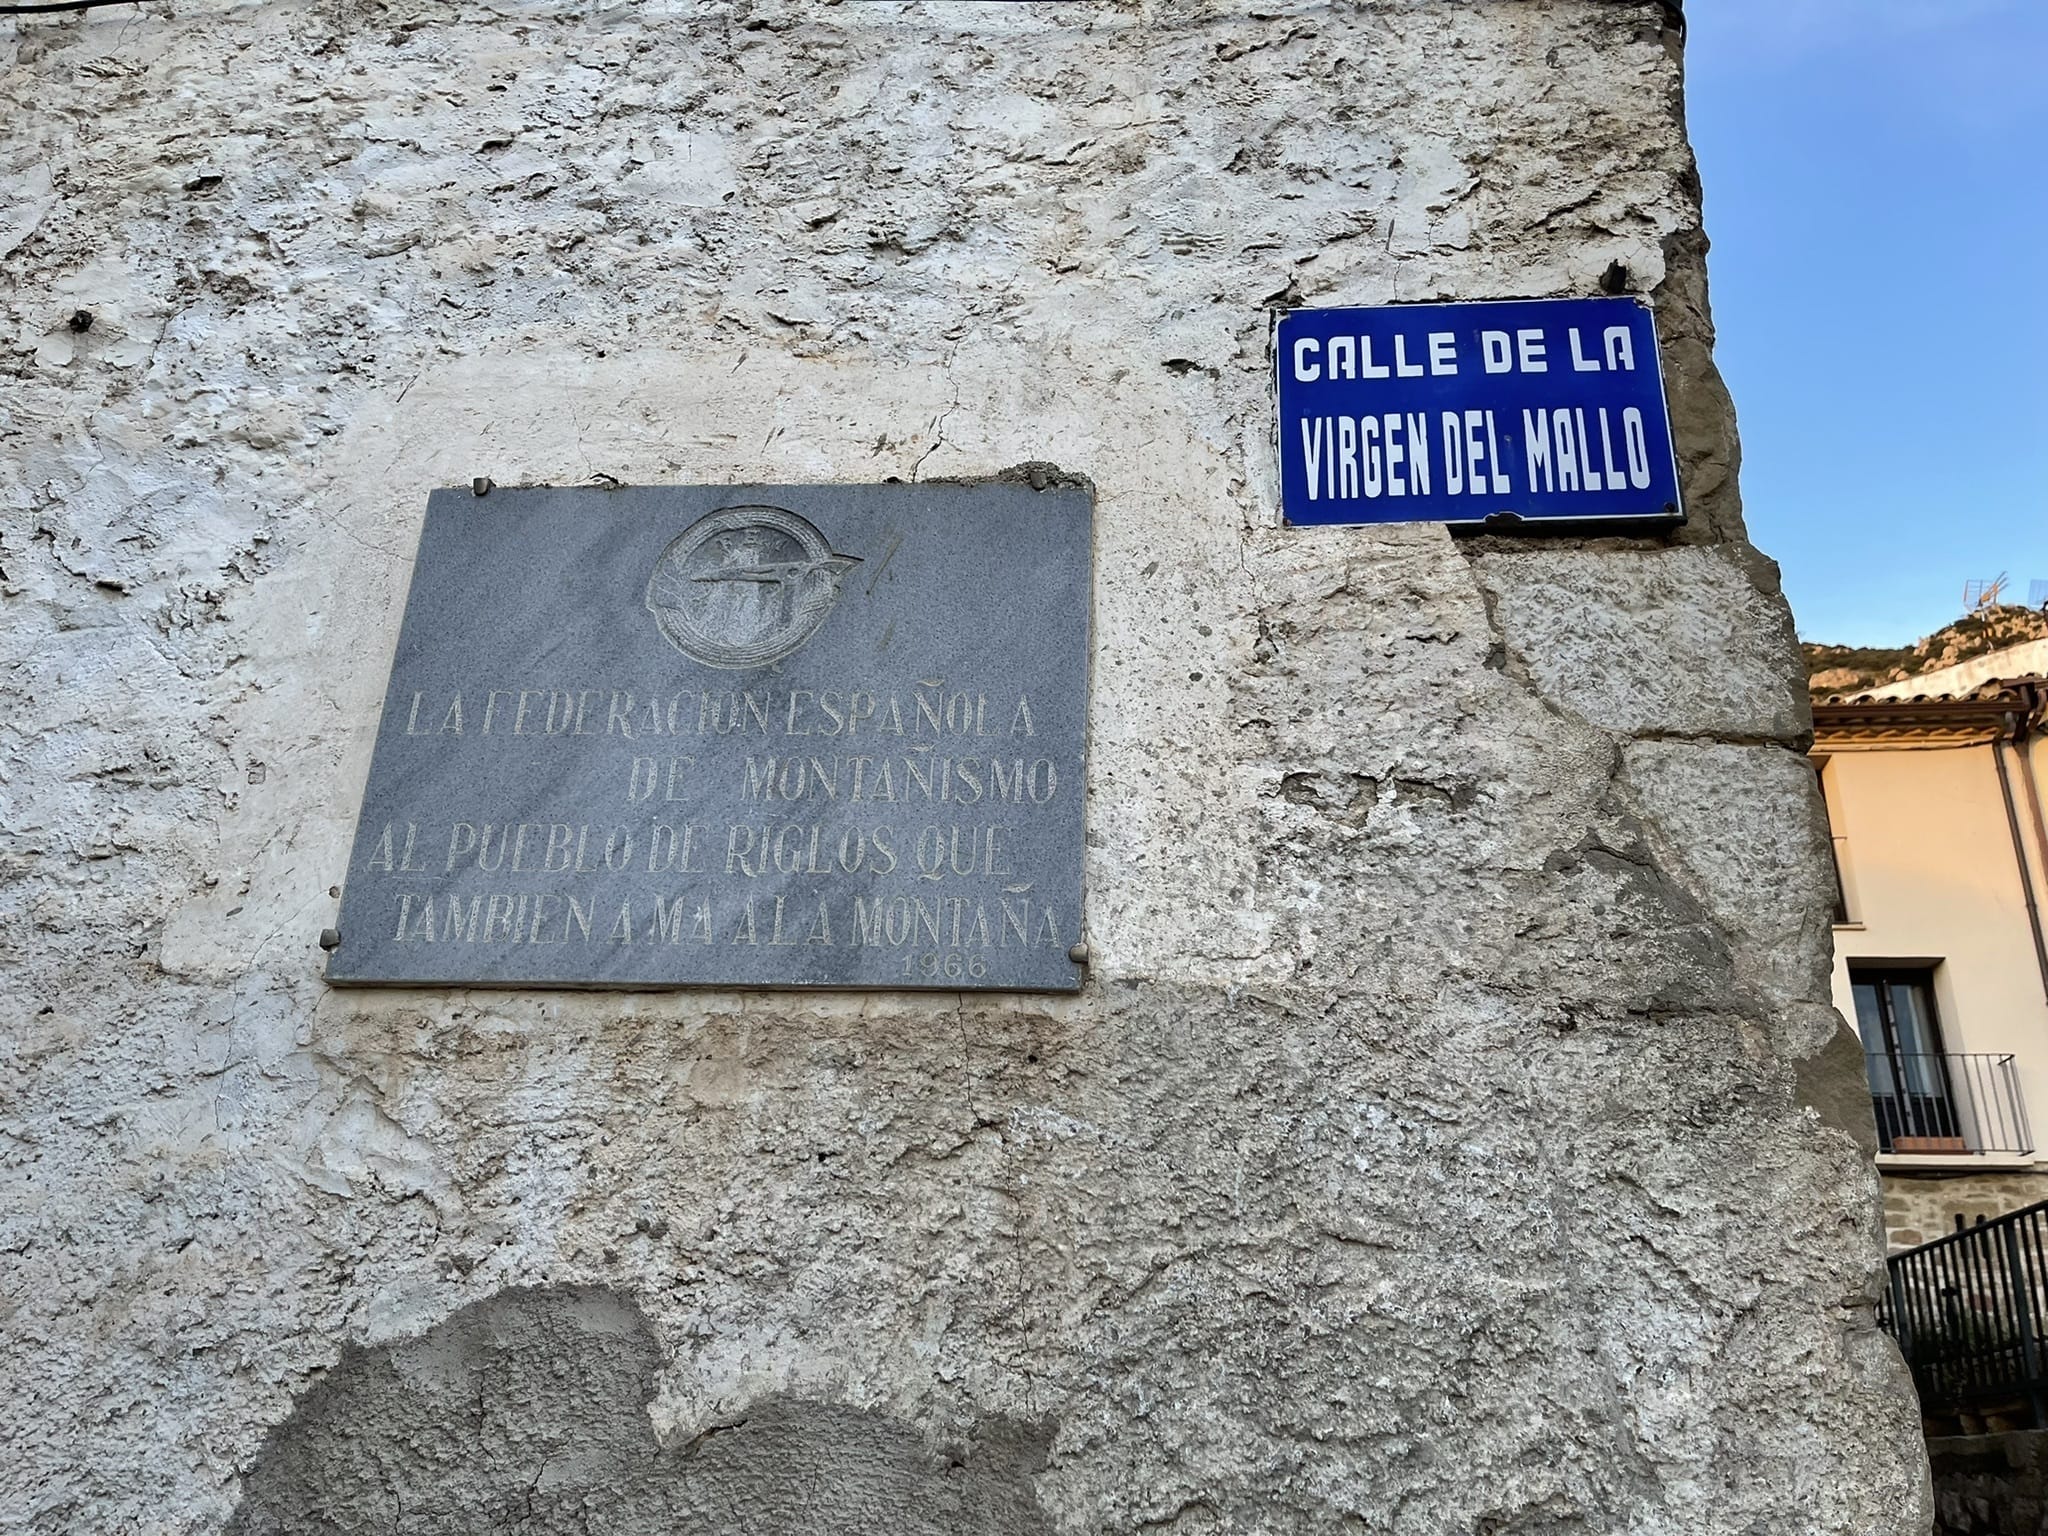 LA FEDERACION ESPAÑOLA
DE MONTAÑISMO
AL PUEBLO DE RIGLOS QUE
TAMBIEN AMA A LA MONTAÑA
1966
CALLE DE LA
VIRGEN DEL MALLO